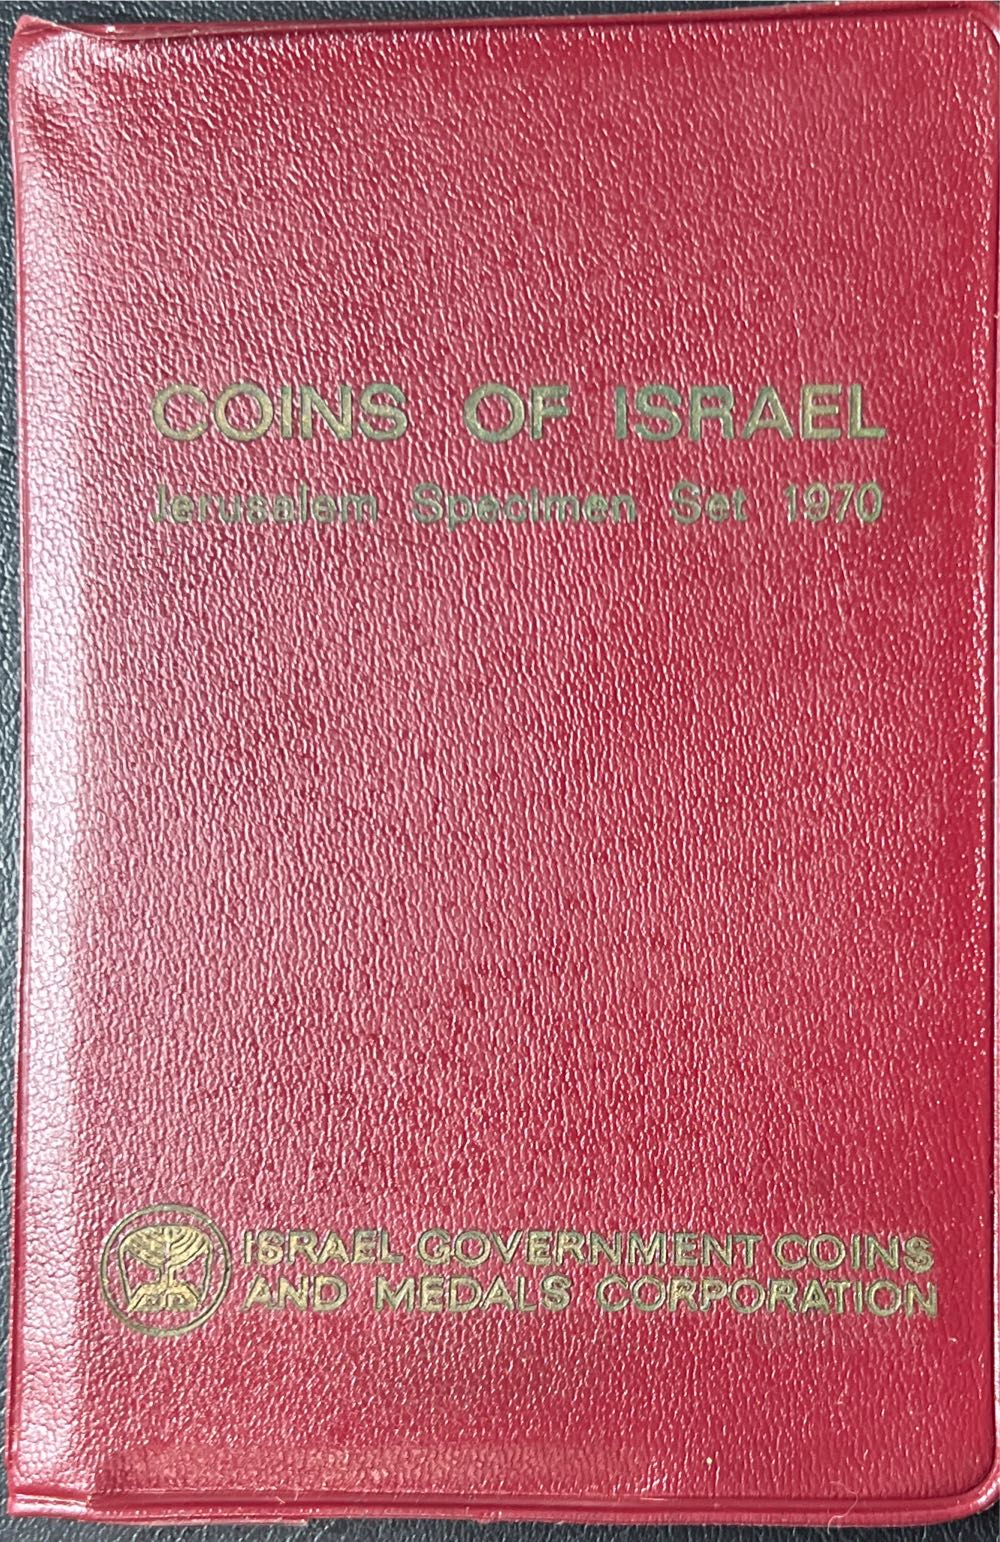 COINS OF ISRAEL
Jerusalem Specimen Set 1970
ISRAEL GOVERNMENT COINS
AND MEDALS CORPORATION